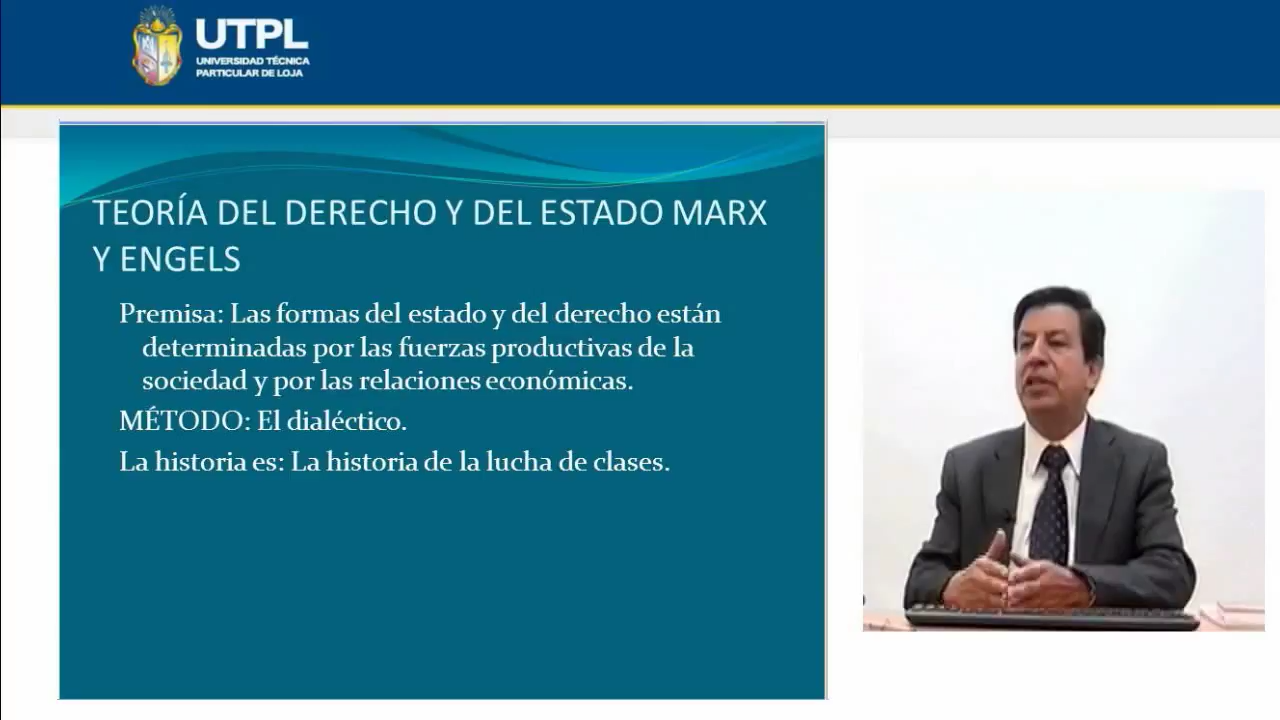 UTPL
UNIVERSIDAD TÉCNICA
PARTICULAR DE LOJA
TEORÍA DEL DERECHO Y DEL ESTADO MARX
Y ENGELS
Premisa: Las formas del estado y del derecho están
determinadas por las fuerzas productivas de la
sociedad y por las relaciones económicas.
MÉTODO: El dialéctico.
La historia es: La historia de la lucha de clases.